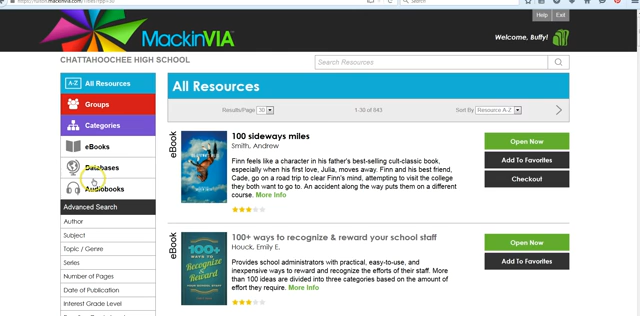 Search
Help
Exit
MackinVIA
Welcome, Buffy!
CHATTAHOOCHEE HIGH SCHOOL
Search Resources
A-Z
All Resources
Groups
Categories
eBooks
Databases
Audiobooks
Advanced Search
Author
Subject
Topic / Genre
Series
Number of Pages
Date of Publication
Interest Grade Level
All Resources
Results/Page 30
1-30 of 843
Sort By Resource A-Z
eBook
100 sideways miles
Smith, Andrew
Finn feels like a character in his father's best-selling cult-classic book,
especially when his first love, Julia, moves away. Finn and his best friend,
Cade, go on a road trip to clear Finn's mind, attempting to visit the college
they both want to go to. An accident along the way puts them on a different
course. More Info
Open Now
Add To Favorites
Checkout
eBook
100+ WAYS TO
Recognize
& Reward
100+ ways to recognize & reward your school staff
Houck, Emily E.
Provides school administrators with practical, easy-to-use, and
inexpensive ways to reward and recognize the efforts of their staff. More
than 100 ideas are divided into three categories based on the amount of
effort they require. More Info
Open Now
Add To Favorites